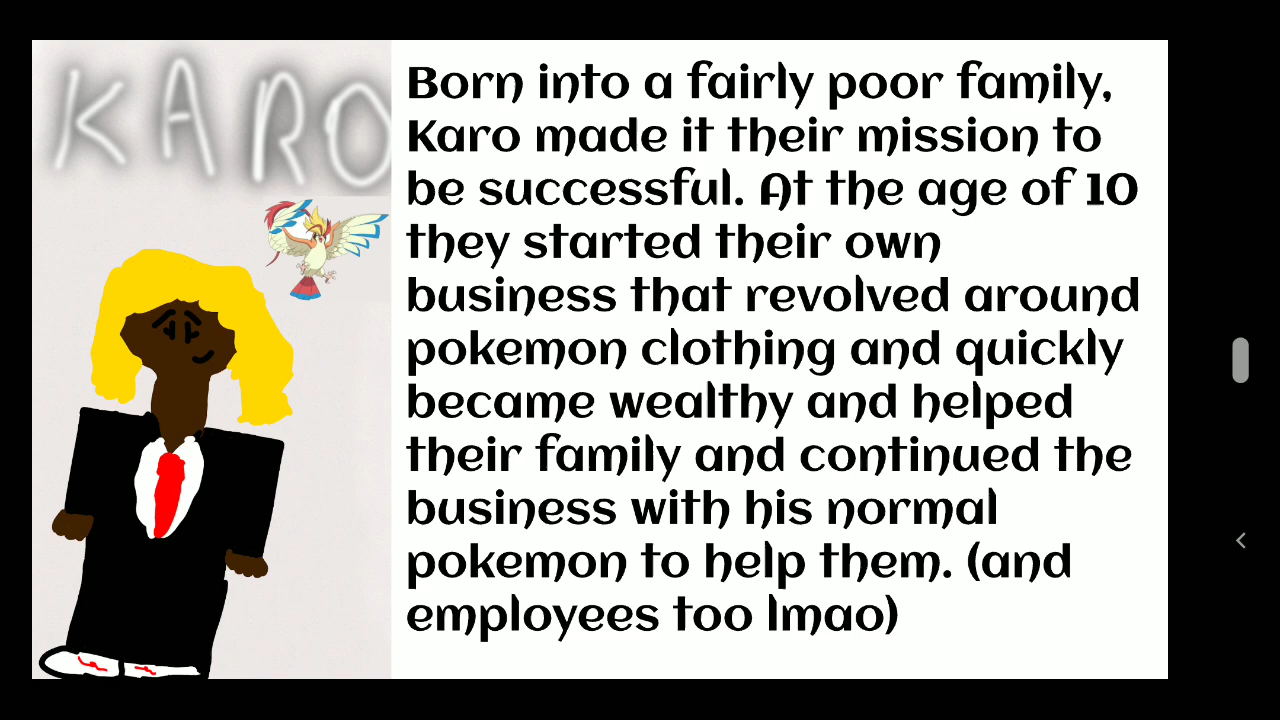 KARO
Born into a fairly poor family,
Karo made it their mission to
be successful. At the age of 10
they started their own
business that revolved around
pokemon clothing and quickly
became wealthy and helped
their family and continued the
business with his normal
pokemon to help them. (and
employees too lmao)